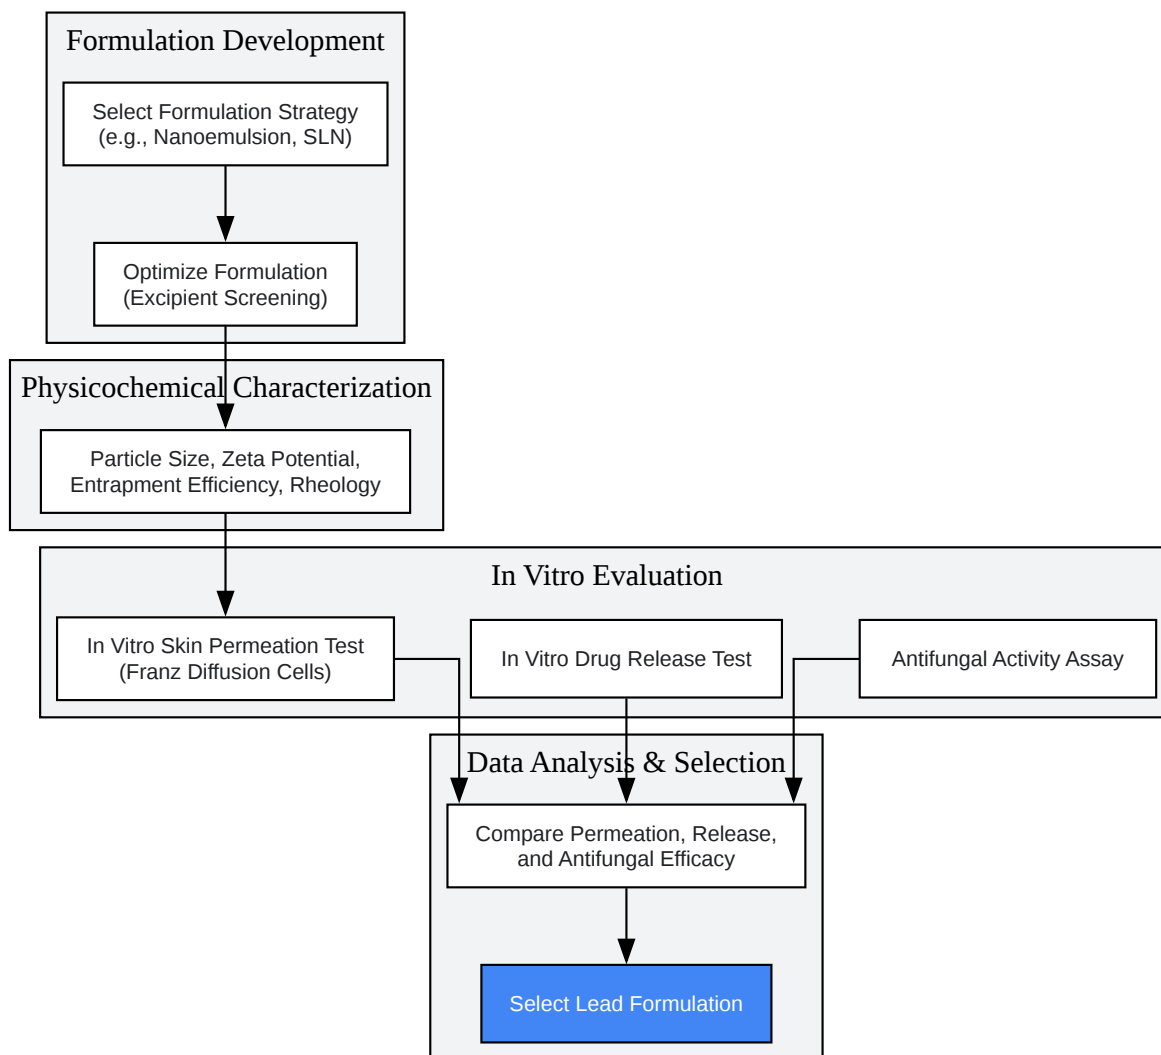 Formulation Development
Select Formulation Strategy
(e.g., Nanoemulsion, SLN)
Optimize Formulation
(Excipient Screening)
Physicochemical Characterization
Particle Size, Zeta Potential,
Entrapment Efficiency, Rheology
In Vitro Evaluation
In Vitro Skin Permeation Test
(Franz Diffusion Cells)
In Vitro Drug Release Test
Antifungal Activity Assay
Data Analysis & Selection
Compare Permeation, Release,
and Antifungal Efficacy
Select Lead Formulation